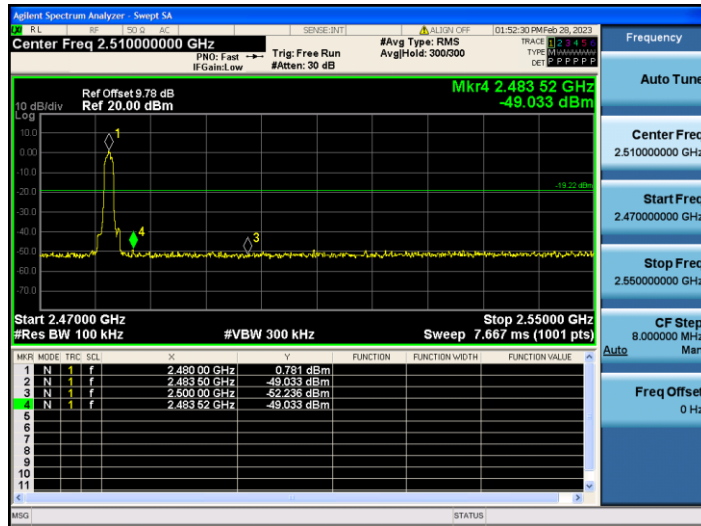 Agilent Spectrum Analyzer - Swept SA
RL RF 50 Ω AC SENSE:INT ALIGN OFF 01:52:30 PM Feb 28, 2023
Center Freq 2.510000000 GHz
PNO: Fast
IFGain:Low
Trig: Free Run
#Atten: 30 dB
#Avg Type: RMS
Avg|Hold: 300/300
TRACE 1 2 3 4 5 6
TYPE M
DET P P P P P P
Frequency
Auto Tune
Center Freq
2.510000000 GHz
Start Freq
2.470000000 GHz
Stop Freq
2.550000000 GHz
CF Step
8.000000 MHz
Auto Man
Freq Offset
0 Hz
Mkr4 2.483 52 GHz
-49.033 dBm
Ref Offset 9.78 dB
Ref 20.00 dBm
10 dB/div
Log
10.0
0.00
-10.0
-20.0
-30.0
-40.0
-50.0
-60.0
-70.0
1
4
3
-19.22 dBm
Start 2.47000 GHz Stop 2.55000 GHz
#Res BW 100 kHz #VBW 300 kHz Sweep 7.667 ms (1001 pts)
MKR MODE TRC SCL X Y FUNCTION FUNCTION WIDTH FUNCTION VALUE
1 N 1 f 2.480 00 GHz 0.781 dBm
2 N 1 f 2.483 50 GHz -49.033 dBm
3 N 1 f 2.500 00 GHz -52.236 dBm
4 N 1 f 2.483 52 GHz -49.033 dBm
5
6
7
8
9
10
11
MSG STATUS